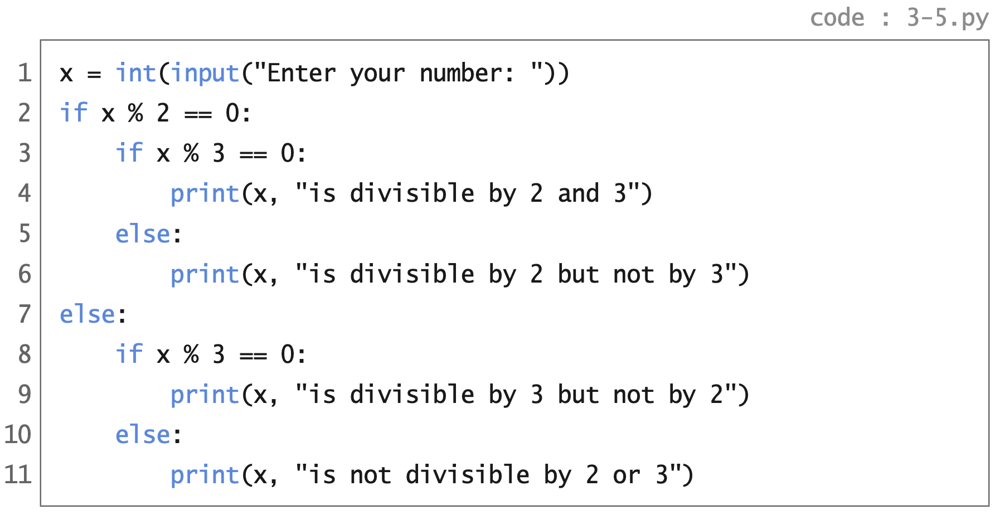 code : 3-5.py
1 x = int(input("Enter your number: "))
2 if x % 2 == 0:
3     if x % 3 == 0:
4         print(x, "is divisible by 2 and 3")
5     else:
6         print(x, "is divisible by 2 but not by 3")
7 else:
8     if x % 3 == 0:
9         print(x, "is divisible by 3 but not by 2")
10     else:
11         print(x, "is not divisible by 2 or 3")